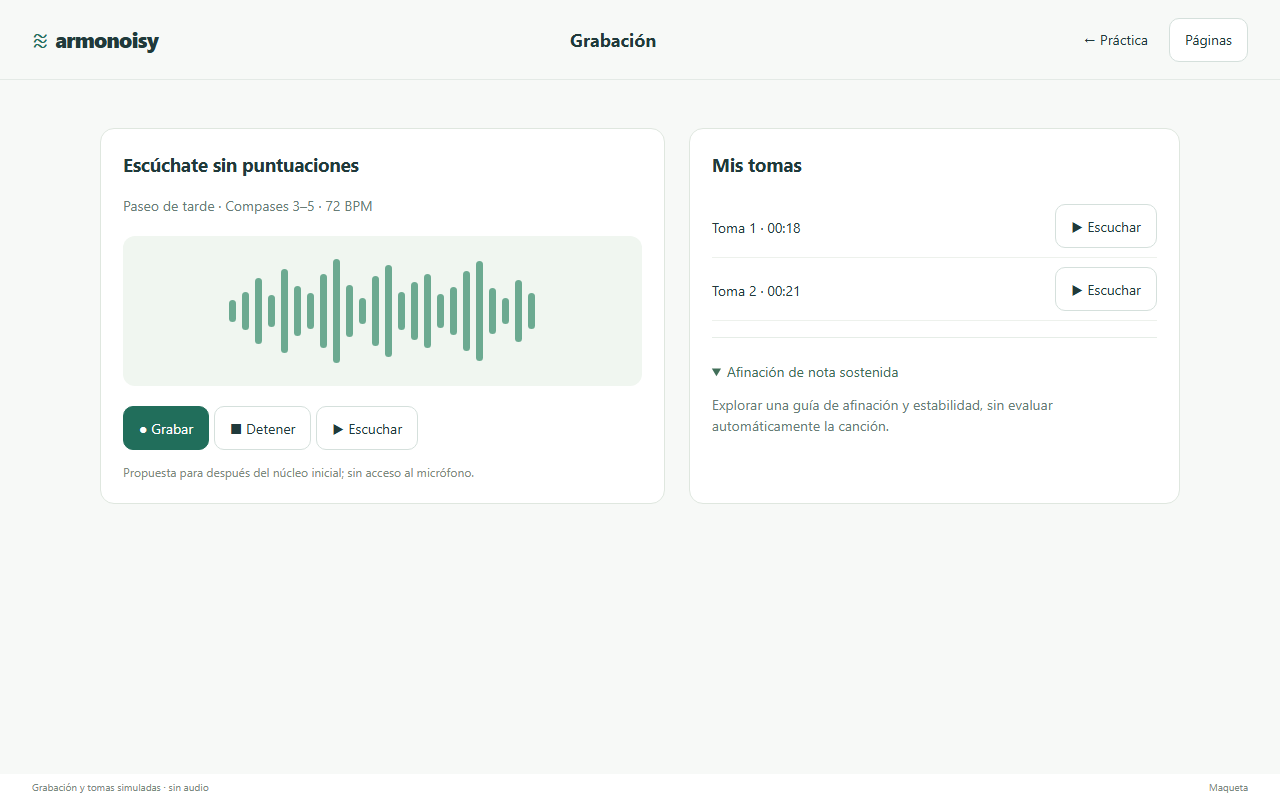 armonoisy
Grabación
← Práctica
Páginas
Escúchate sin puntuaciones
Paseo de tarde · Compases 3–5 · 72 BPM
● Grabar
■ Detener
▶ Escuchar
Propuesta para después del núcleo inicial; sin acceso al micrófono.
Mis tomas
Toma 1 · 00:18
▶ Escuchar
Toma 2 · 00:21
▶ Escuchar
▼ Afinación de nota sostenida
Explorar una guía de afinación y estabilidad, sin evaluar
automáticamente la canción.
Grabación y tomas simuladas · sin audio
Maqueta